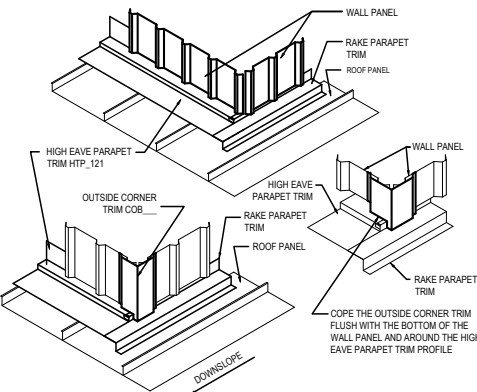 WALL PANEL
RAKE PARAPET
TRIM
ROOF PANEL
HIGH EAVE PARAPET
TRIM HTP_121
WALL PANEL
HIGH EAVE
PARAPET TRIM
OUTSIDE CORNER
TRIM COB___
RAKE PARAPET
TRIM
ROOF PANEL
RAKE PARAPET
TRIM
COPE THE OUTSIDE CORNER TRIM
FLUSH WITH THE BOTTOM OF THE
WALL PANEL AND AROUND THE HIGH
EAVE PARAPET TRIM PROFILE
DOWNSLOPE